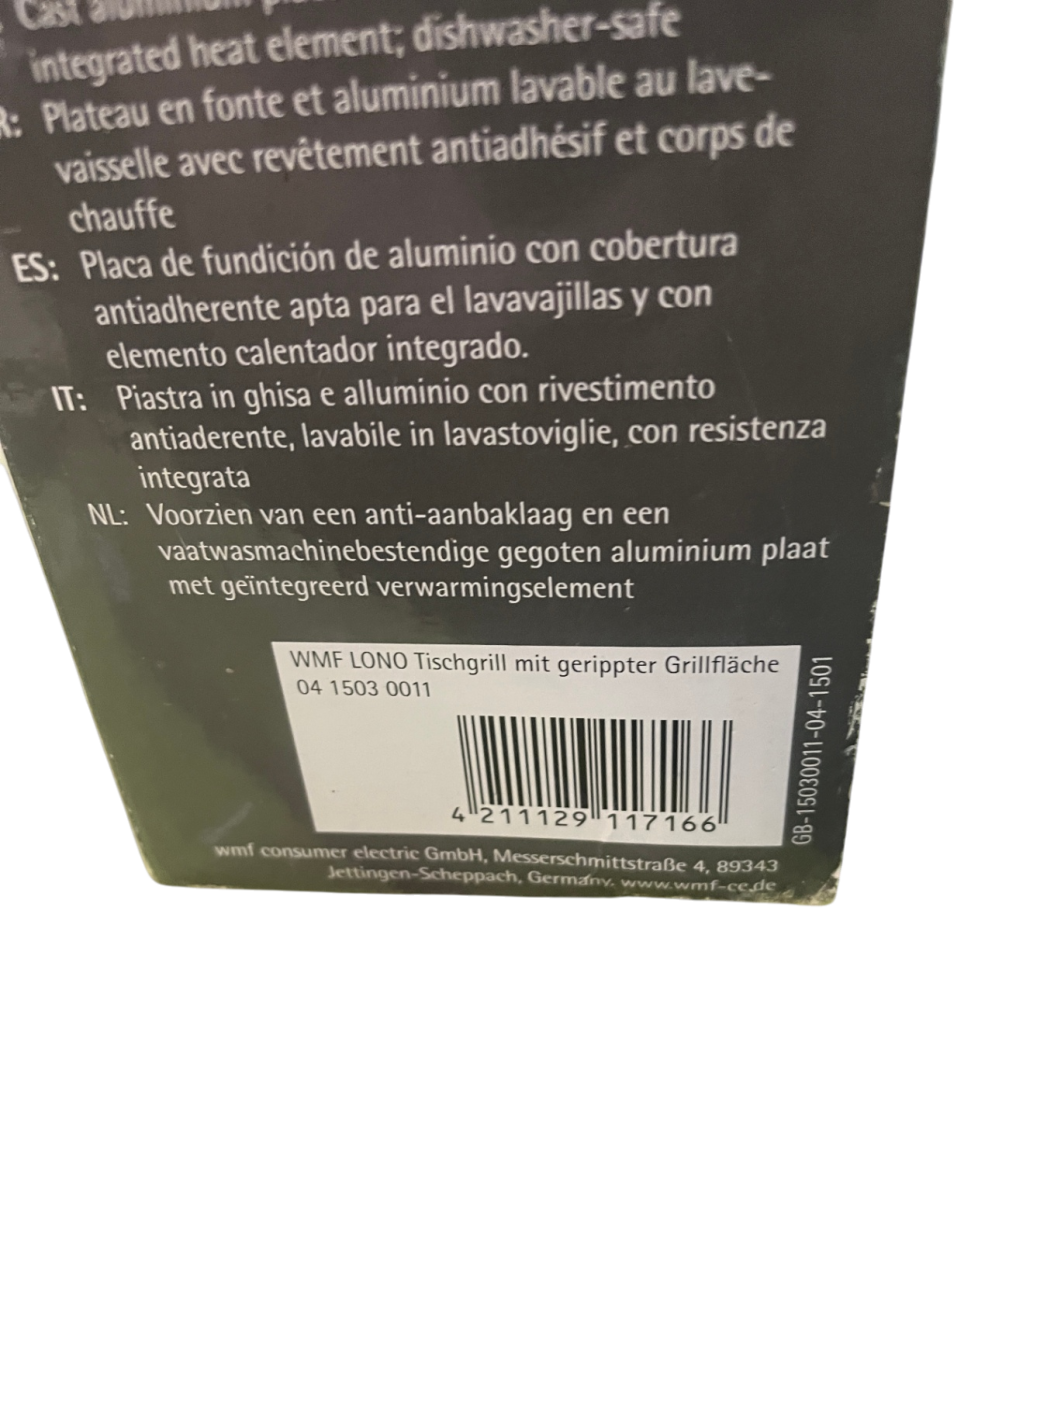 Cast aluminium
integrated heat element; dishwasher-safe
R: Plateau en fonte et aluminium lavable au lave-
vaisselle avec revêtement antiadhésif et corps de
chauffe
ES: Placa de fundición de aluminio con cobertura
antiadherente apta para el lavavajillas y con
elemento calentador integrado.
IT: Piastra in ghisa e alluminio con rivestimento
antiaderente, lavabile in lavastoviglie, con resistenza
integrata
NL: Voorzien van een anti-aanbaklaag en een
vaatwasmachinebestendige gegoten aluminium plaat
met geïntegreerd verwarmingselement
WMF LONO Tischgrill mit gerippter Grillfläche
04 1503 0011
4 211129 117166
GB-15030011-04-1501
wmf consumer electric GmbH, Messerschmittstraße 4, 89343
Jettingen-Scheppach, Germany. www.wmf-ce.de